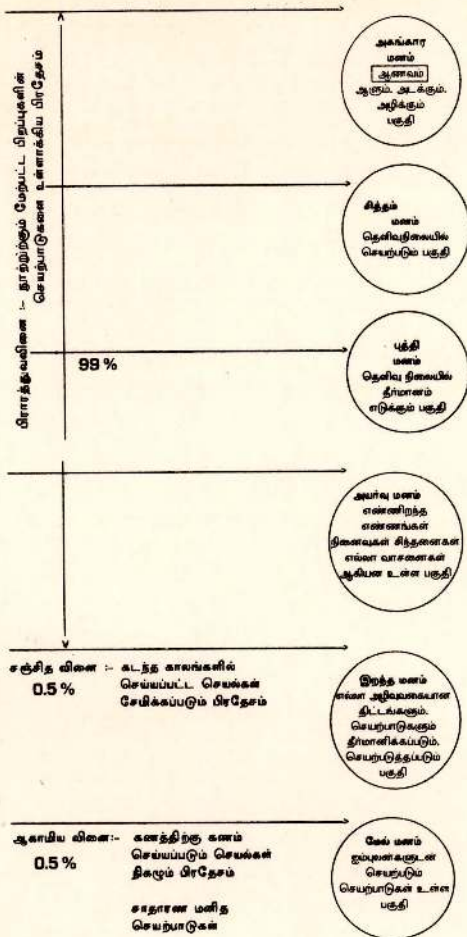 பிராரத்துவவினை :- நூற்றிற்கும் மேற்பட்ட பிறப்புகளின்
செயற்பாடுகளை உள்ளாக்கிய பிரதேசம்
99 %
அகங்கார
மனம்
ஆணவம்
ஆளும். அடக்கும்.
அழிக்கும்
பகுதி
சித்தம்
மனம்
தெளிவுநிலையில்
செயற்படும் பகுதி
புத்தி
மனம்
தெளிவு நிலையில்
தீர்மானம்
எடுக்கும் பகுதி
அயர்வு மனம்
எண்ணிறந்த
எண்ணங்கள்
நினைவுகள் சிந்தனைகள்
எல்லா வாசனைகள்
ஆகியன உள்ள பகுதி
சஞ்சித வினை :- கடந்த காலங்களில்
0.5 % செய்யப்பட்ட செயல்கள்
சேமிக்கப்படும் பிரதேசம்
இறந்த மனம்
எல்லா அழிவுவகையான
திட்டங்களும்.
செயற்பாடுகளும்
தீர்மானிக்கப்படும்.
செயற்படுத்தப்படும்
பகுதி
ஆகாமிய வினை:- கணத்திற்கு கணம்
0.5 % செய்யப்படும் செயல்கள்
நிகழும் பிரதேசம்
சாதாரண மனித
செயற்பாடுகள்
மேல் மனம்
ஐம்புலன்களுடன்
செயற்படும்
செயற்பாடுகள் உள்ள
பகுதி